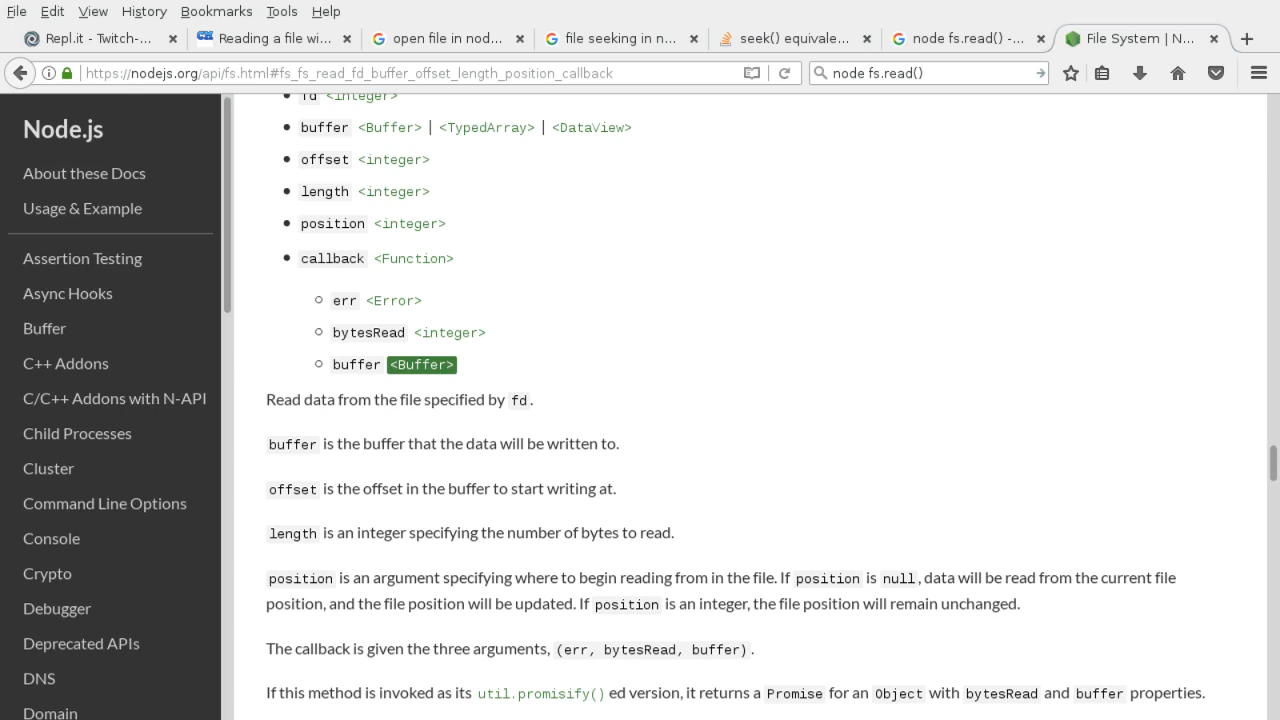 File Edit View History Bookmarks Tools Help
Repl.it - Twitch-... × Reading a file wi... × open file in nod... × file seeking in n... × seek() equivale... × node fs.read() -... × File System | N... × +
https://nodejs.org/api/fs.html#fs_fs_read_fd_buffer_offset_length_position_callback node fs.read()
Node.js
About these Docs
Usage & Example
Assertion Testing
Async Hooks
Buffer
C++ Addons
C/C++ Addons with N-API
Child Processes
Cluster
Command Line Options
Console
Crypto
Debugger
Deprecated APIs
DNS
Domain
• fd <integer>
• buffer <Buffer> | <TypedArray> | <DataView>
• offset <integer>
• length <integer>
• position <integer>
• callback <Function>
○ err <Error>
○ bytesRead <integer>
○ buffer <Buffer>
Read data from the file specified by fd.
buffer is the buffer that the data will be written to.
offset is the offset in the buffer to start writing at.
length is an integer specifying the number of bytes to read.
position is an argument specifying where to begin reading from in the file. If position is null, data will be read from the current file
position, and the file position will be updated. If position is an integer, the file position will remain unchanged.
The callback is given the three arguments, (err, bytesRead, buffer).
If this method is invoked as its util.promisify() ed version, it returns a Promise for an Object with bytesRead and buffer properties.